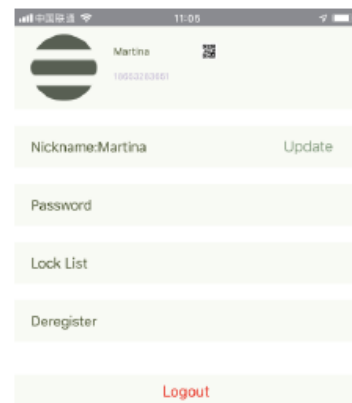 中国联通 11:05
Martina
Nickname:Martina Update
Password
Lock List
Deregister
Logout